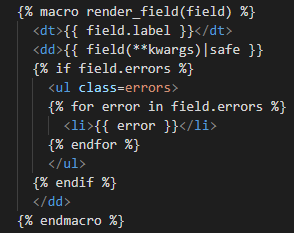 {% macro render_field(field) %}
<dt>{{ field.label }}</dt>
<dd>{{ field(**kwargs)|safe }}
{% if field.errors %}
<ul class=errors>
{% for error in field.errors %}
<li>{{ error }}</li>
{% endfor %}
</ul>
{% endif %}
</dd>
{% endmacro %}